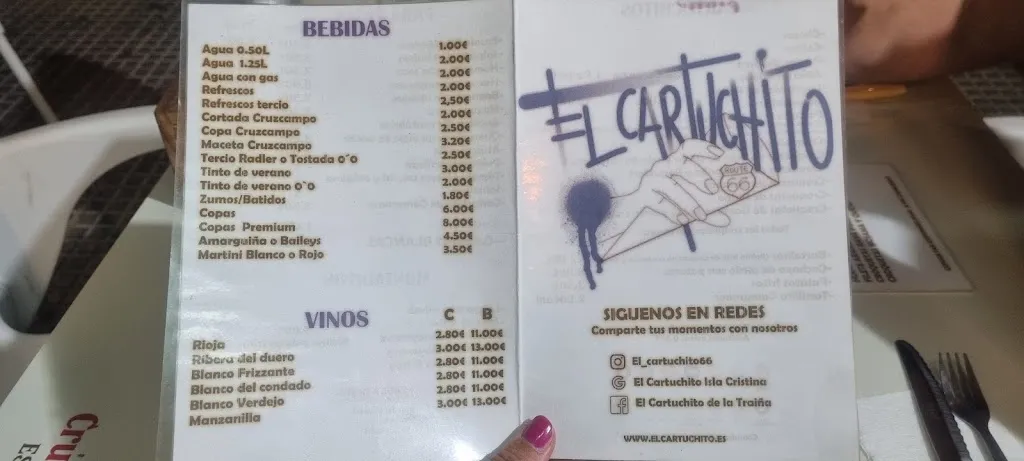 BEBIDAS
Agua 0.50L 1.00€
Agua 1.25L 2.00€
Agua con gas 2.00€
Refrescos 2.00€
Refrescos tercio 2,50€
Cortada Cruzcampo 2.00€
Copa Cruzcampo 2.50€
Maceta Cruzcampo 3.20€
Tercio Radler o Tostada 0´0 2.50€
Tinto de verano 3.00€
Tinto de verano 0´0 2.00€
Zumos/Batidos 1.80€
Copas 6.00€
Copas Premium 8.00€
Amarguiña o Baileys 4.50€
Martini Blanco o Rojo 3.50€
VINOS C B
Rioja 2.80€ 11.00€
Ribera del duero 3.00€ 13.00€
Blanco Frizzante 2.80€ 11.00€
Blanco del condado 2.80€ 11.00€
Blanco Verdejo 2.80€ 11.00€
Manzanilla 3.00€ 13.00€
EL CARTUCHITO
ROUTE
66
SIGUENOS EN REDES
Comparte tus momentos con nosotros
El_cartuchito66
El Cartuchito Isla Cristina
El Cartuchito de la Traiña
WWW.ELCARTUCHITO.ES